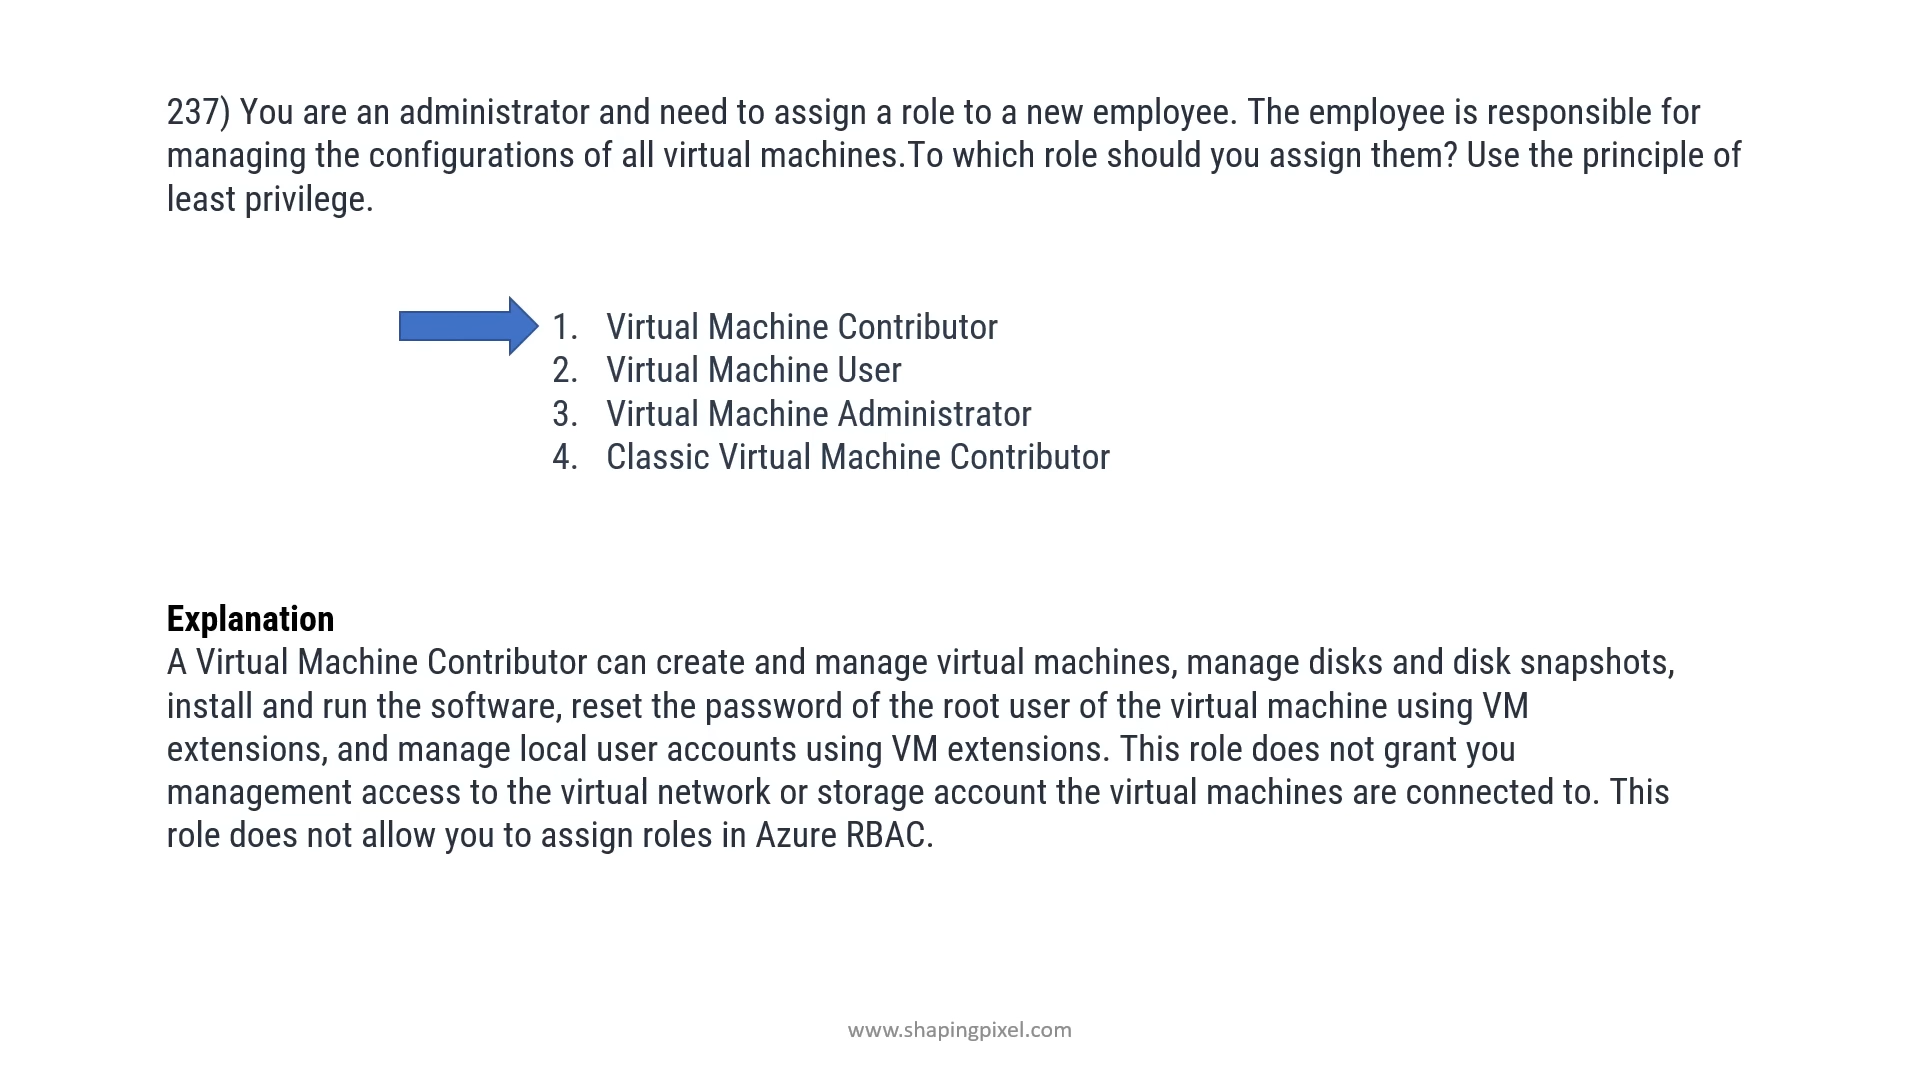 237) You are an administrator and need to assign a role to a new employee. The employee is responsible for
managing the configurations of all virtual machines.To which role should you assign them? Use the principle of
least privilege.
1. Virtual Machine Contributor
2. Virtual Machine User
3. Virtual Machine Administrator
4. Classic Virtual Machine Contributor
Explanation
A Virtual Machine Contributor can create and manage virtual machines, manage disks and disk snapshots,
install and run the software, reset the password of the root user of the virtual machine using VM
extensions, and manage local user accounts using VM extensions. This role does not grant you
management access to the virtual network or storage account the virtual machines are connected to. This
role does not allow you to assign roles in Azure RBAC.
www.shapingpixel.com